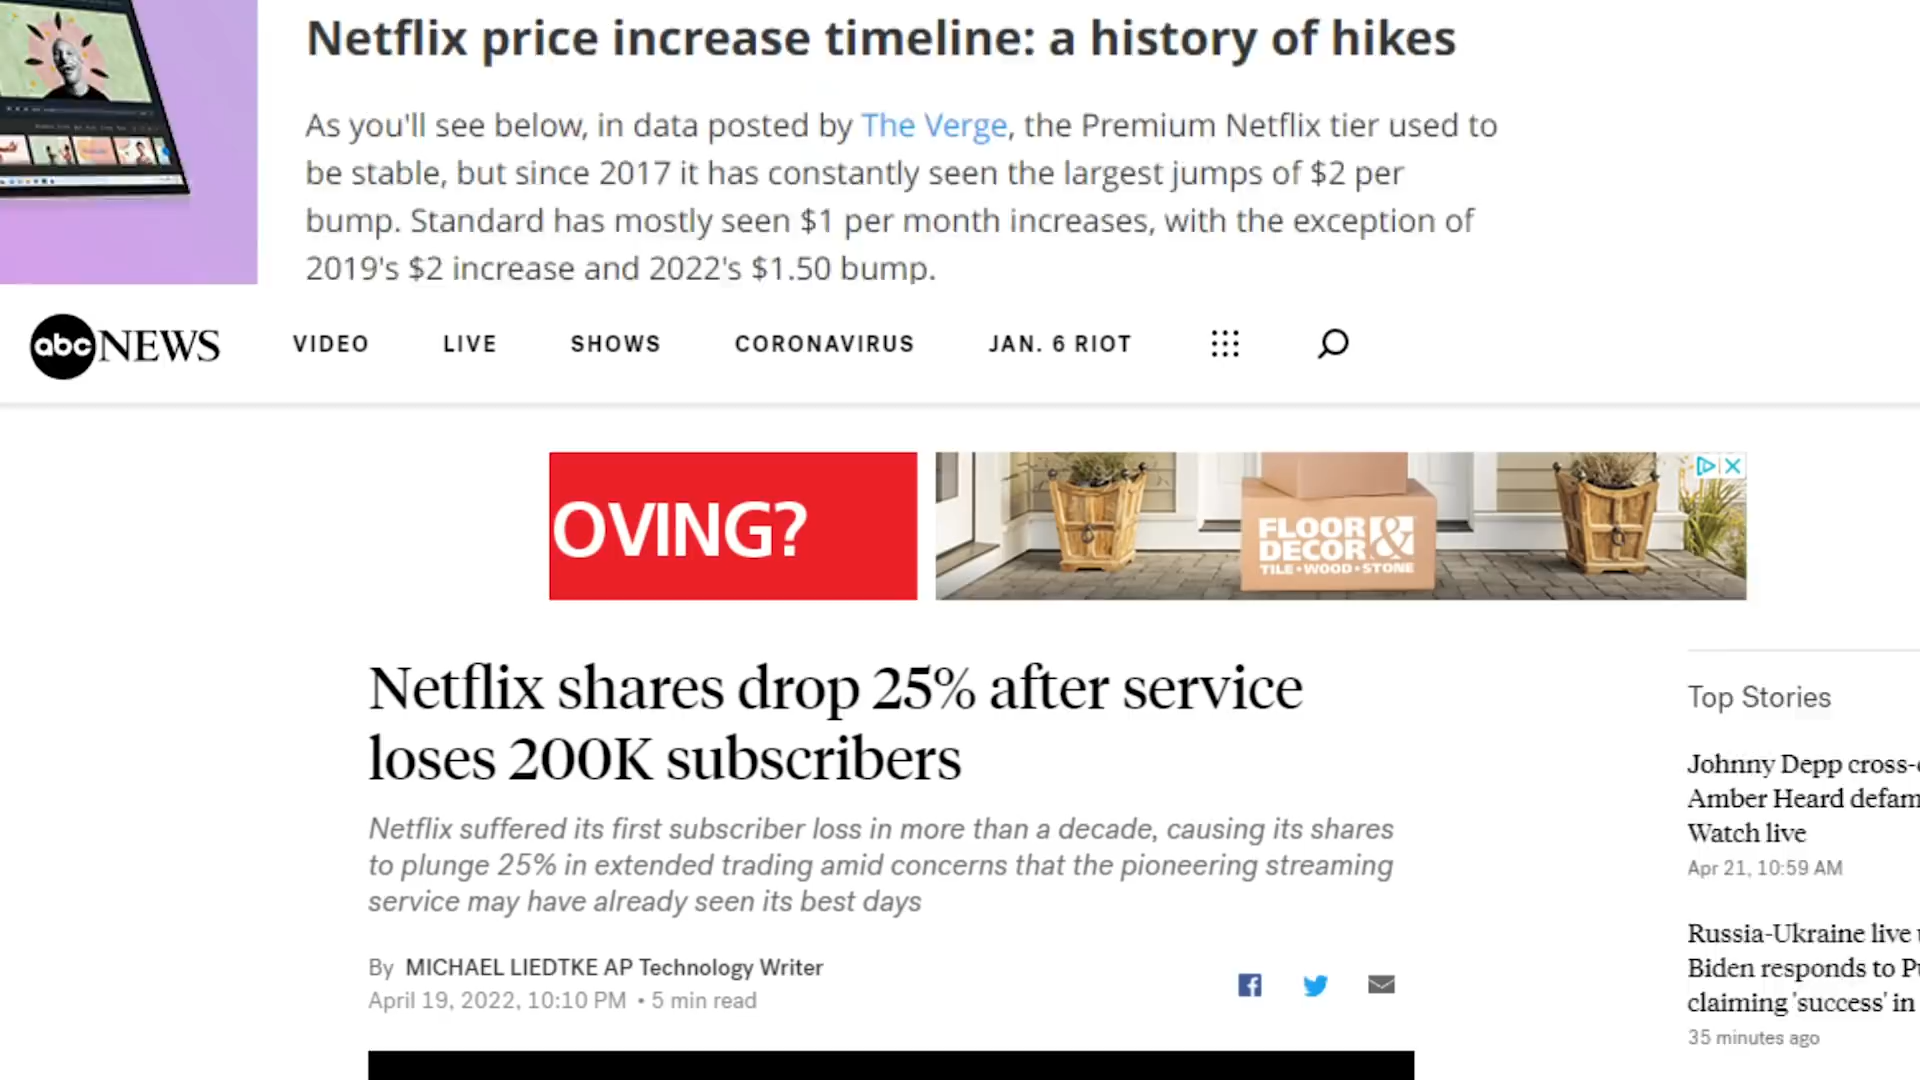 Netflix price increase timeline: a history of hikes
As you'll see below, in data posted by The Verge, the Premium Netflix tier used to
be stable, but since 2017 it has constantly seen the largest jumps of $2 per
bump. Standard has mostly seen $1 per month increases, with the exception of
2019's $2 increase and 2022's $1.50 bump.
abc NEWS
VIDEO
LIVE
SHOWS
CORONAVIRUS
JAN. 6 RIOT
OVING?
FLOOR &
DECOR
TILE • WOOD • STONE
Netflix shares drop 25% after service
loses 200K subscribers
Netflix suffered its first subscriber loss in more than a decade, causing its shares
to plunge 25% in extended trading amid concerns that the pioneering streaming
service may have already seen its best days
By MICHAEL LIEDTKE AP Technology Writer
April 19, 2022, 10:10 PM • 5 min read
Top Stories
Johnny Depp cross-
Amber Heard defam
Watch live
Apr 21, 10:59 AM
Russia-Ukraine live
Biden responds to Pu
claiming 'success' in
35 minutes ago